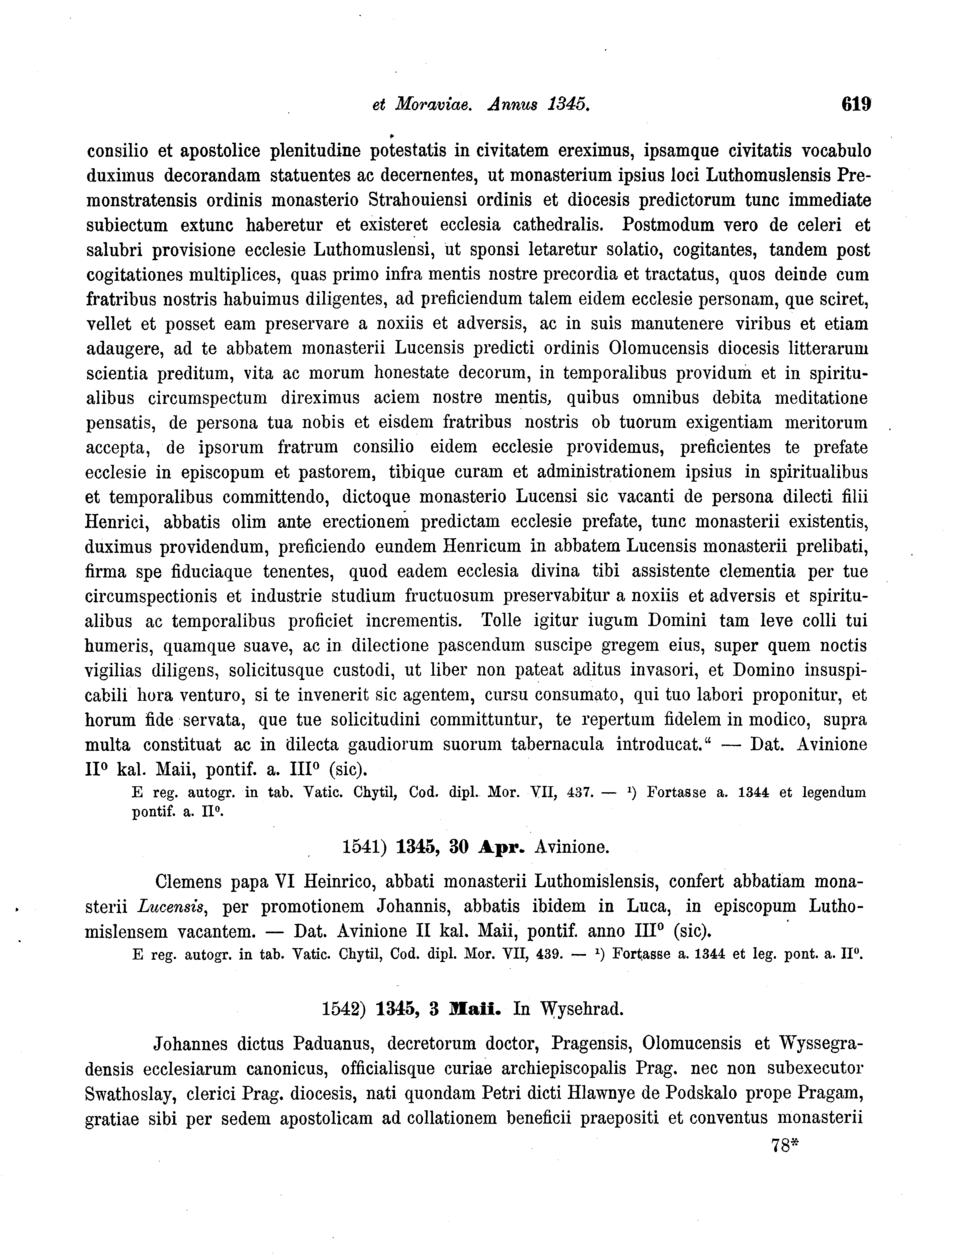 et Moraviae. Annus 1345. 619
consilio et apostolice plenitudine potestatis in civitatem ereximus, ipsamque civitatis vocabulo
duximus decorandam statuentes ac decernentes, ut monasterium ipsius loci Luthomuslensis Pre-
monstratensis ordinis monasterio Strahouiensi ordinis et diocesis predictorum tunc immediate
subiectum extunc haberetur et existeret ecclesia cathedralis. Postmodum vero de celeri et
salubri provisione ecclesie Luthomuslensi, ut sponsi letaretur solatio, cogitantes, tandem post
cogitationes multiplices, quas primo infra mentis nostre precordia et tractatus, quos deinde cum
fratribus nostris habuimus diligentes, ad preficiendum talem eidem ecclesie personam, que sciret,
vellet et posset eam preservare a noxiis et adversis, ac in suis manutenere viribus et etiam
adaugere, ad te abbatem monasterii Lucensis predicti ordinis Olomucensis diocesis litterarum
scientia preditum, vita ac morum honestate decorum, in temporalibus providum et in spiritu-
alibus circumspectum direximus aciem nostre mentis, quibus omnibus debita meditatione
pensatis, de persona tua nobis et eisdem fratribus nostris ob tuorum exigentiam meritorum
accepta, de ipsorum fratrum consilio eidem ecclesie providemus, preficientes te prefate
ecclesie in episcopum et pastorem, tibique curam et administrationem ipsius in spiritualibus
et temporalibus committendo, dictoque monasterio Lucensi sic vacanti de persona dilecti filii
Henrici, abbatis olim ante erectionem predictam ecclesie prefate, tunc monasterii existentis,
duximus providendum, preficiendo eundem Henricum in abbatem Lucensis monasterii prelibati,
firma spe fiduciaque tenentes, quod eadem ecclesia divina tibi assistente clementia per tue
circumspectionis et industrie studium fructuosum preservabitur a noxiis et adversis et spiritu-
alibus ac temporalibus proficiet incrementis. Tolle igitur iugum Domini tam leve colli tui
humeris, quamque suave, ac in dilectione pascendum suscipe gregem eius, super quem noctis
vigilias diligens, solicitusque custodi, ut liber non pateat aditus invasori, et Domino insuspi-
cabili hora venturo, si te invenerit sic agentem, cursu consumato, qui tuo labori proponitur, et
horum fide servata, que tue solicitudini committuntur, te repertum fidelem in modico, supra
multa constituat ac in dilecta gaudiorum suorum tabernacula introducat.“ — Dat. Avinione
II⁰ kal. Maii, pontif. a. III⁰ (sic).
E reg. autogr. in tab. Vatic. Chytil, Cod. dipl. Mor. VII, 437. — ¹) Fortasse a. 1344 et legendum
pontif. a. II⁰.
1541) 1345, 30 Apr. Avinione.
Clemens papa VI Heinrico, abbati monasterii Luthomislensis, confert abbatiam mona-
sterii Lucensis, per promotionem Johannis, abbatis ibidem in Luca, in episcopum Lutho-
mislensem vacantem. — Dat. Avinione II kal. Maii, pontif. anno III⁰ (sic).
E reg. autogr. in tab. Vatic. Chytil, Cod. dipl. Mor. VII, 439. — ¹) Fortasse a. 1344 et leg. pont. a. II⁰.
1542) 1345, 3 Maii. In Wysehrad.
Johannes dictus Paduanus, decretorum doctor, Pragensis, Olomucensis et Wyssegra-
densis ecclesiarum canonicus, officialisque curiae archiepiscopalis Prag. nec non subexecutor
Swathoslay, clerici Prag. diocesis, nati quondam Petri dicti Hlawnye de Podskalo prope Pragam,
gratiae sibi per sedem apostolicam ad collationem beneficii praepositi et conventus monasterii
78*